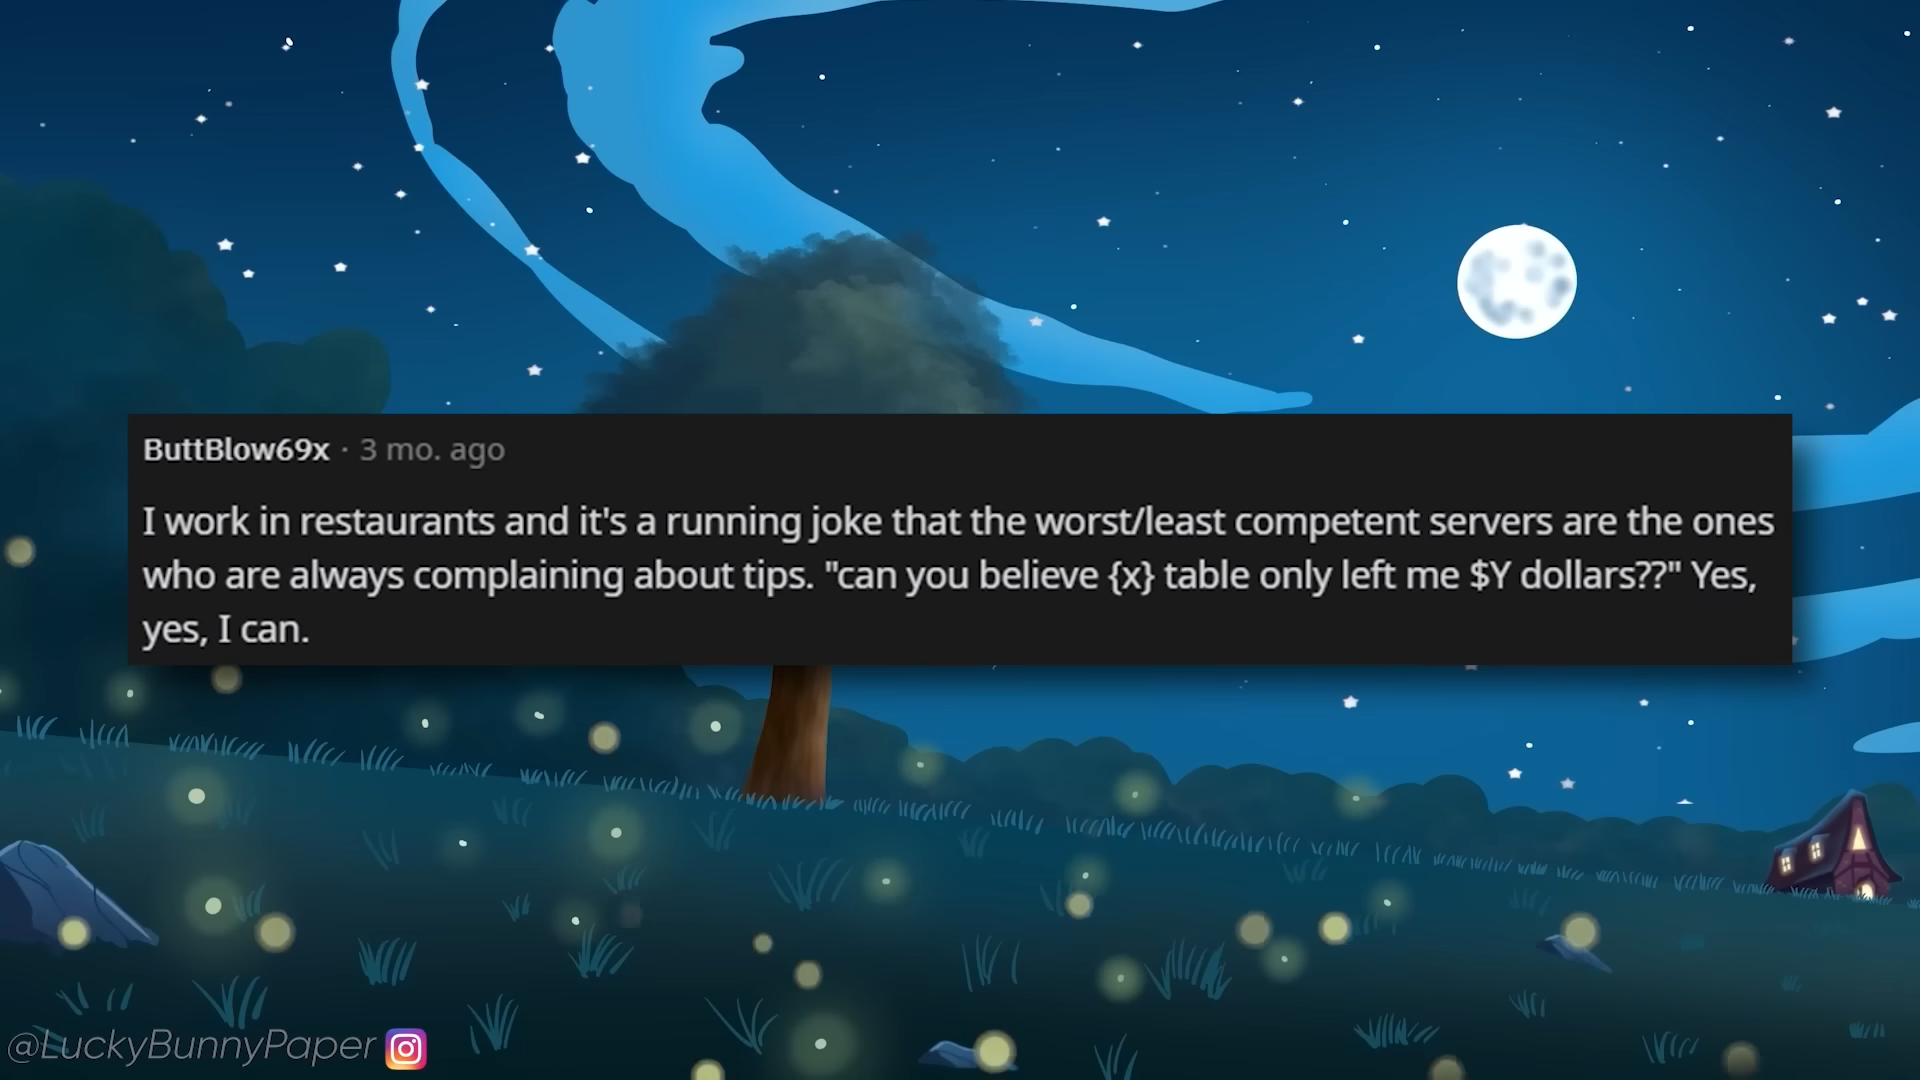 ButtBlow69x · 3 mo. ago
I work in restaurants and it's a running joke that the worst/least competent servers are the ones
who are always complaining about tips. "can you believe {x} table only left me $Y dollars??" Yes,
yes, I can.
@LuckyBunnyPaper